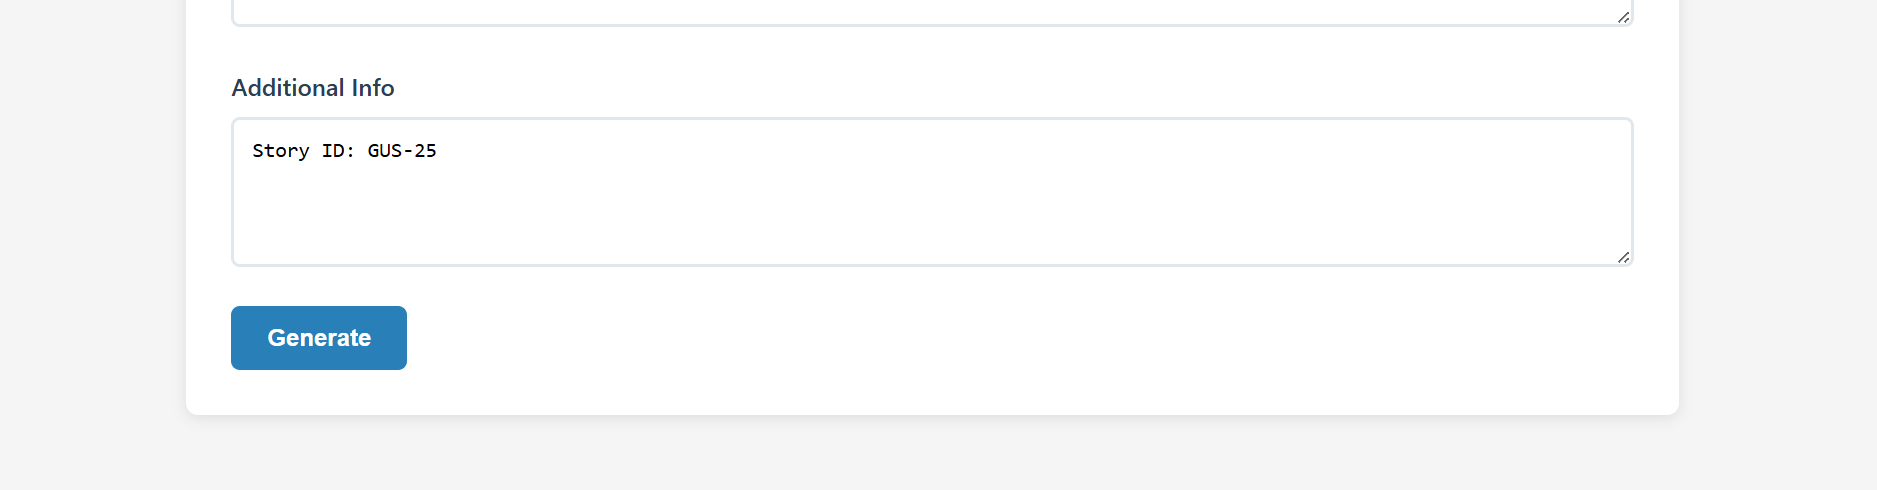 Additional Info
Story ID: GUS-25
Generate